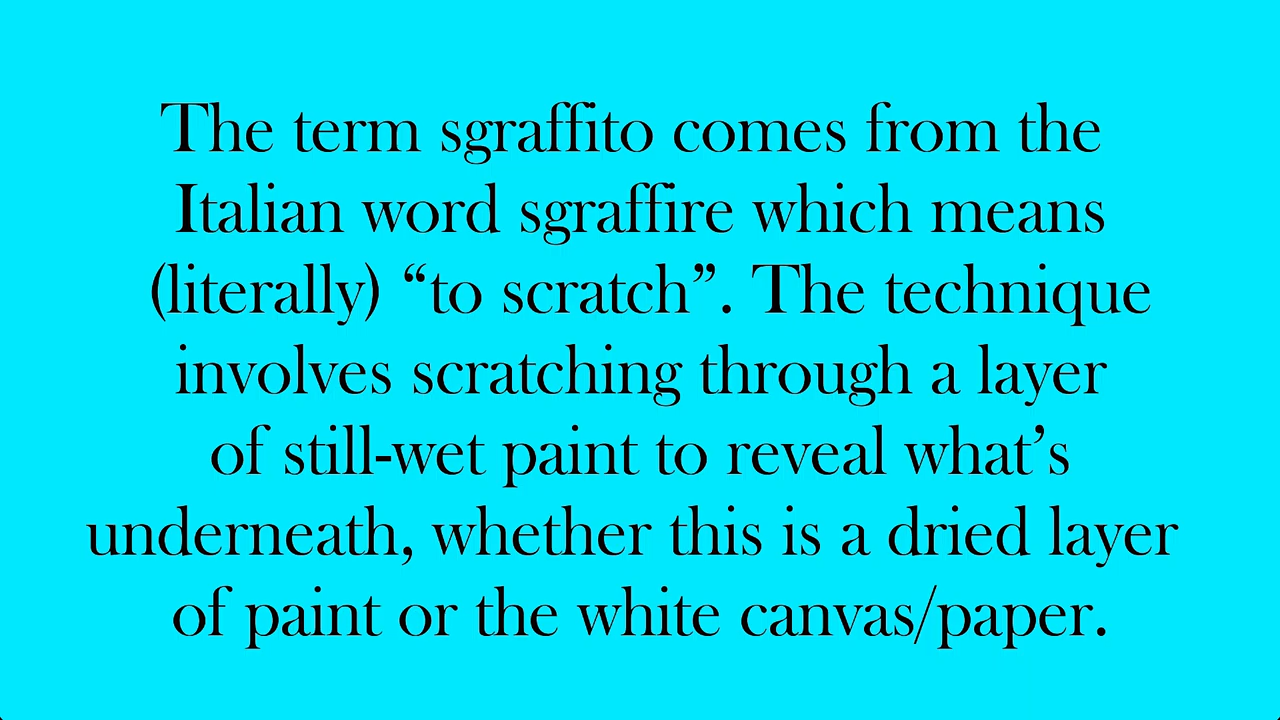 The term sgraffito comes from the
Italian word sgraffire which means
(literally) “to scratch”. The technique
involves scratching through a layer
of still-wet paint to reveal what’s
underneath, whether this is a dried layer
of paint or the white canvas/paper.